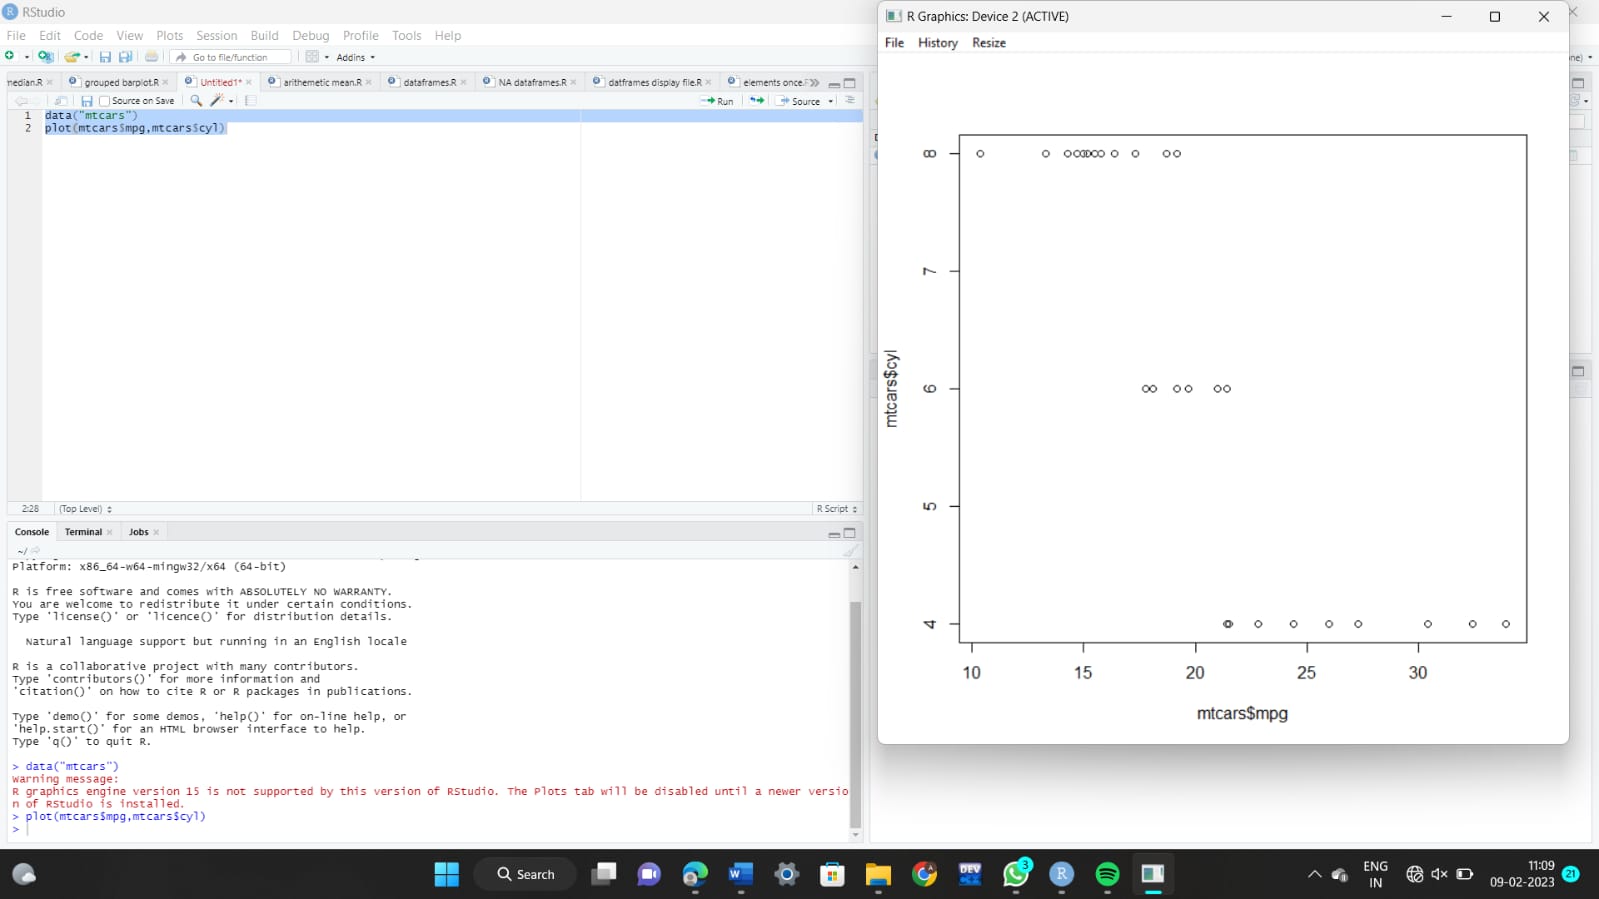 RStudio
File Edit Code View Plots Session Build Debug Profile Tools Help
Go to file/function Addins
median.R grouped barplot.R Untitled1* arithemetic mean.R dataframes.R NA dataframes.R datframes display file.R elements once.
Source on Save Run Source
1 data("mtcars")
2 plot(mtcars$mpg,mtcars$cyl)
2:28 (Top Level) R Script
Console Terminal Jobs
~/
Platform: x86_64-w64-mingw32/x64 (64-bit)
R is free software and comes with ABSOLUTELY NO WARRANTY.
You are welcome to redistribute it under certain conditions.
Type 'license()' or 'licence()' for distribution details.
Natural language support but running in an English locale
R is a collaborative project with many contributors.
Type 'contributors()' for more information and
'citation()' on how to cite R or R packages in publications.
Type 'demo()' for some demos, 'help()' for on-line help, or
'help.start()' for an HTML browser interface to help.
Type 'q()' to quit R.
> data("mtcars")
Warning message:
R graphics engine version 15 is not supported by this version of RStudio. The Plots tab will be disabled until a newer versio
n of RStudio is installed.
> plot(mtcars$mpg,mtcars$cyl)
>
R Graphics: Device 2 (ACTIVE)
File History Resize
8
7
6
5
4
mtcars$cyl
10 15 20 25 30
mtcars$mpg
Search
DEV
3
R
ENG
IN
11:09
09-02-2023
21